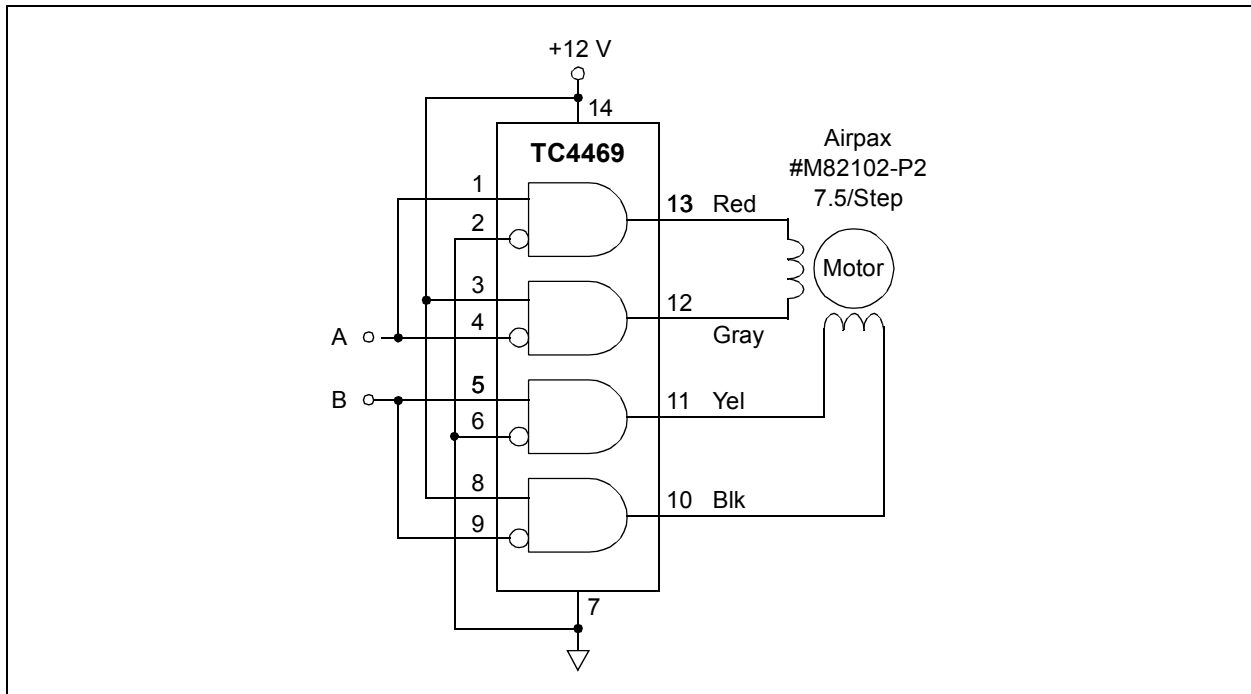 +12 V
14
TC4469
Airpax
#M82102-P2
7.5/Step
1
13 Red
2
Motor
3
12
A
4
Gray
B
5
11 Yel
6
8
10 Blk
9
7